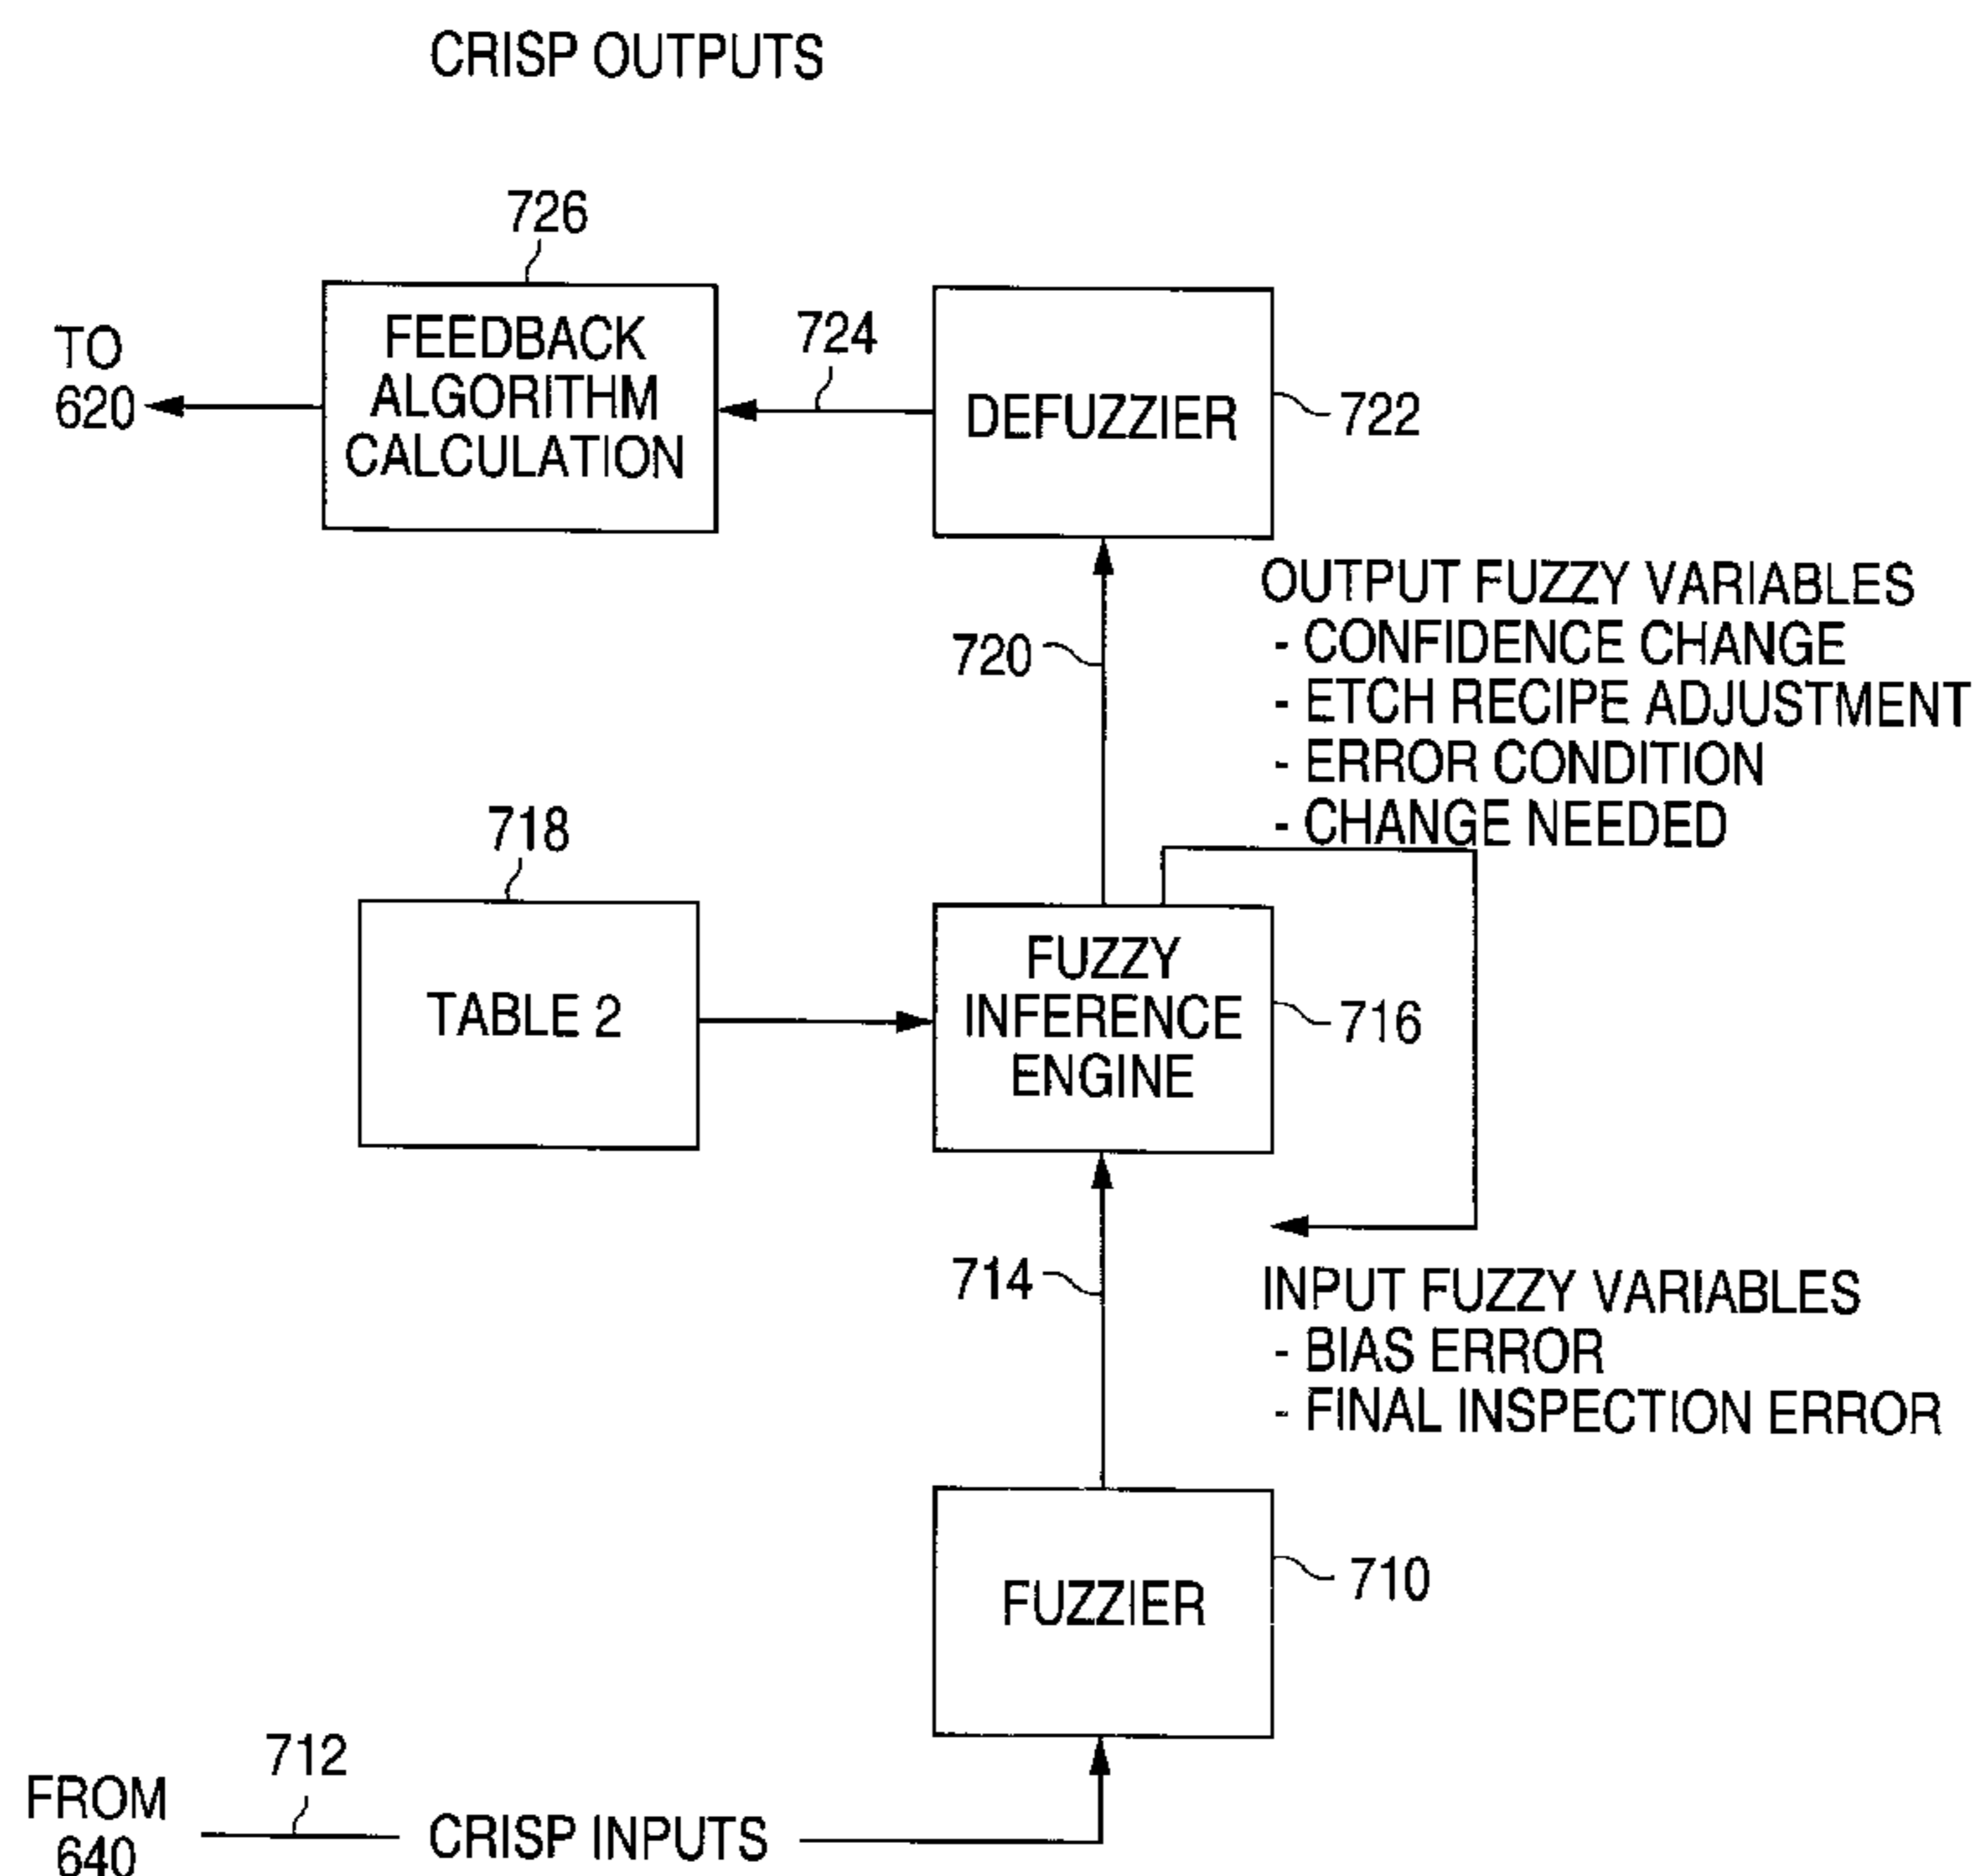 CRISP OUTPUTS
726
TO
620
FEEDBACK
ALGORITHM
CALCULATION
724
DEFUZZIER
722
OUTPUT FUZZY VARIABLES
- CONFIDENCE CHANGE
- ETCH RECIPE ADJUSTMENT
- ERROR CONDITION
- CHANGE NEEDED
720
718
TABLE 2
FUZZY
INFERENCE
ENGINE
716
714
INPUT FUZZY VARIABLES
- BIAS ERROR
- FINAL INSPECTION ERROR
FUZZIER
710
FROM
640
712
CRISP INPUTS